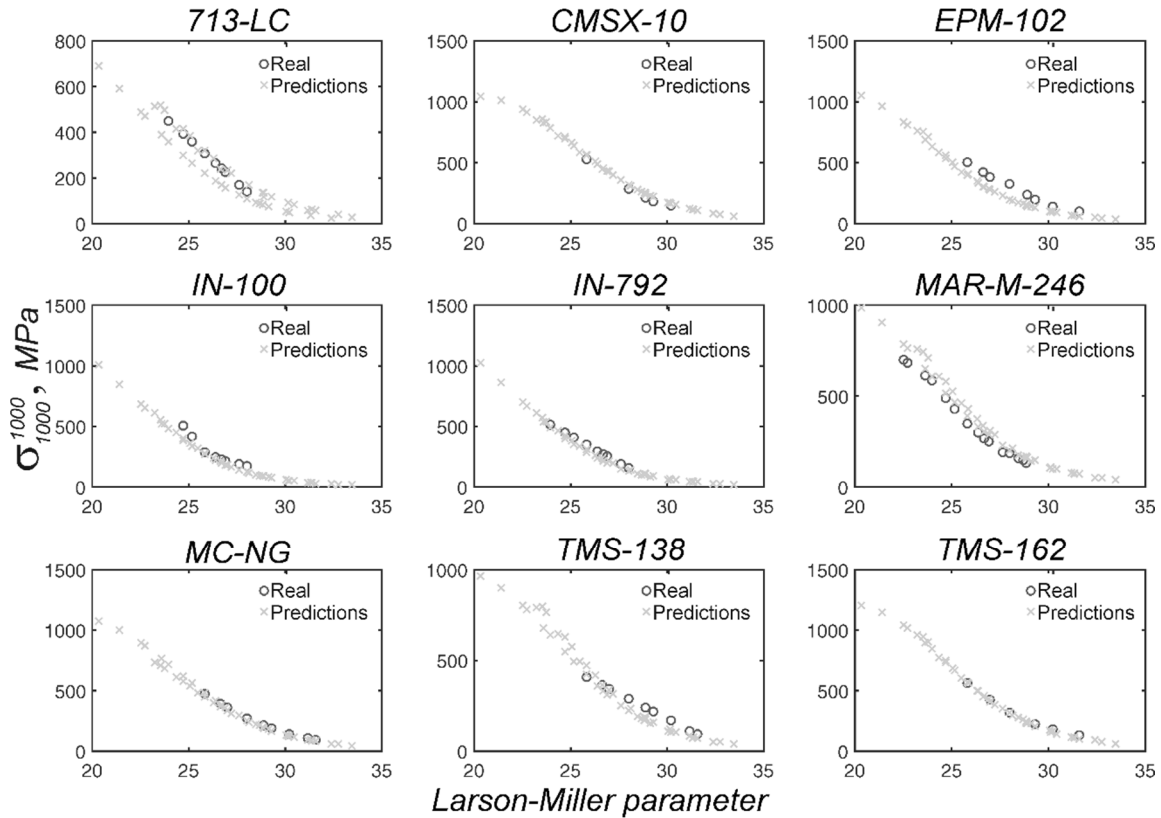 713-LC
CMSX-10
EPM-102
800
600
400
200
0
20
25
30
35
Real
Predictions
1500
1000
500
0
20
25
30
35
Real
Predictions
1500
1000
500
0
20
25
30
35
Real
Predictions
IN-100
IN-792
MAR-M-246
σ 1000 1000 , MPa
1500
1000
500
0
20
25
30
35
Real
Predictions
1500
1000
500
0
20
25
30
35
Real
Predictions
1000
500
0
20
25
30
35
Real
Predictions
MC-NG
TMS-138
TMS-162
1500
1000
500
0
20
25
30
35
Real
Predictions
1000
500
0
20
25
30
35
Real
Predictions
1500
1000
500
0
20
25
30
35
Real
Predictions
Larson-Miller parameter